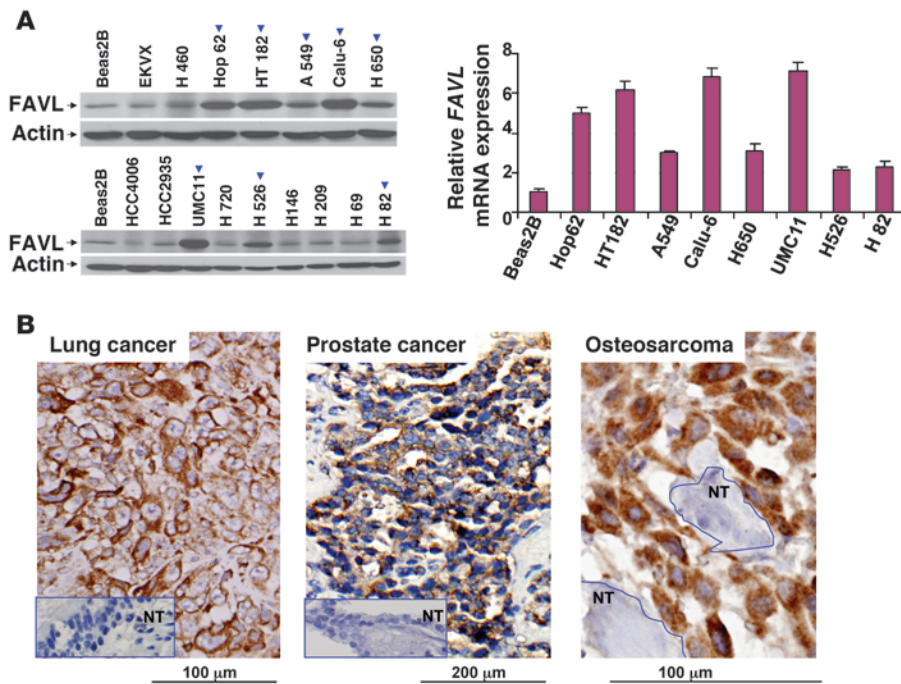 A
Beas2B
EKVX
H 460
Hop 62
HT 182
A 549
Calu-6
H 650
FAVL
Actin
Beas2B
HCC4006
HCC2935
UMC11
H 720
H 526
H146
H 209
H 69
H 82
FAVL
Actin
Relative FAVL
mRNA expression
8
6
4
2
0
Beas2B
Hop62
HT182
A549
Calu-6
H650
UMC11
H526
H 82
B
Lung cancer
Prostate cancer
Osteosarcoma
NT
NT
NT
NT
100 μm
200 μm
100 μm